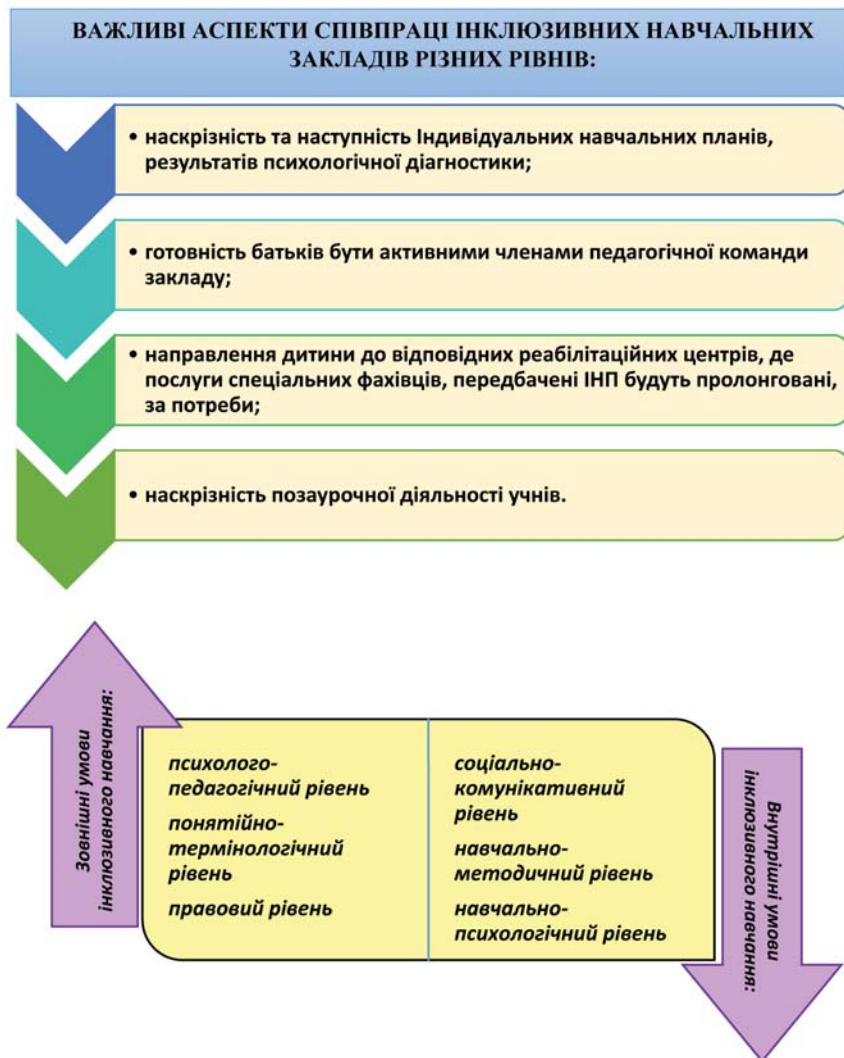 ВАЖЛИВІ АСПЕКТИ СПІВПРАЦІ ІНКЛЮЗИВНИХ НАВЧАЛЬНИХ
ЗАКЛАДІВ РІЗНИХ РІВНІВ:
• наскрізність та наступність Індивідуальних навчальних планів,
результатів психологічної діагностики;
• готовність батьків бути активними членами педагогічної команди
закладу;
• направлення дитини до відповідних реабілітаційних центрів, де
послуги спеціальних фахівців, передбачені ІНП будуть пролонговані,
за потреби;
• наскрізність позаурочної діяльності учнів.
Зовнішні умови
інклюзивного навчання:
психолого-
педагогічний рівень
понятійно-
термінологічний
рівень
правовий рівень
соціально-
комунікативний
рівень
навчально-
методичний рівень
навчально-
психологічний рівень
Внутрішні умови
інклюзивного навчання: